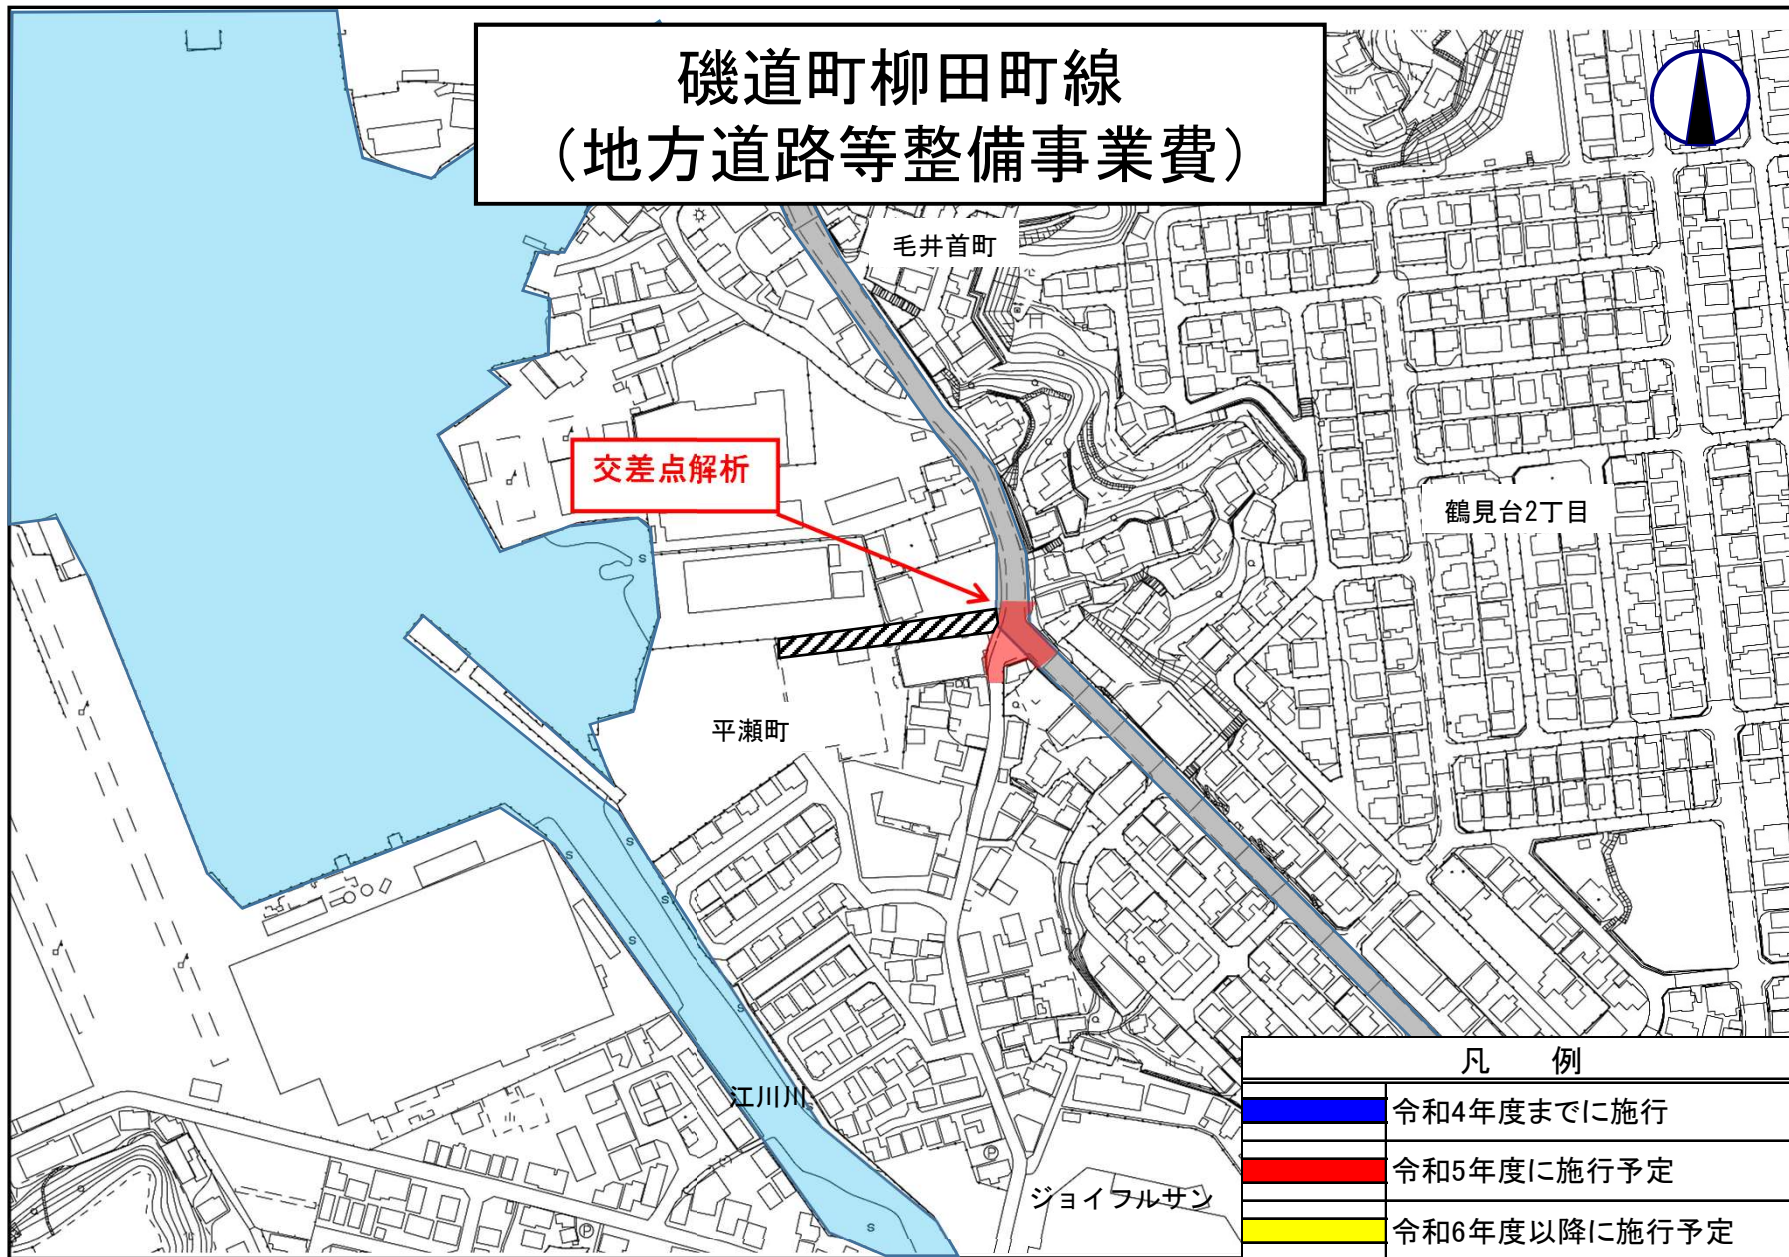 磯道町柳田町線
（地方道路等整備事業費）
毛井首町
交差点解析
鶴見台2丁目
平瀬町
江川川
ジョイフルサン
凡　例
令和4年度までに施行
令和5年度に施行予定
令和6年度以降に施行予定
S
S
S
S
S
S
S
P
P